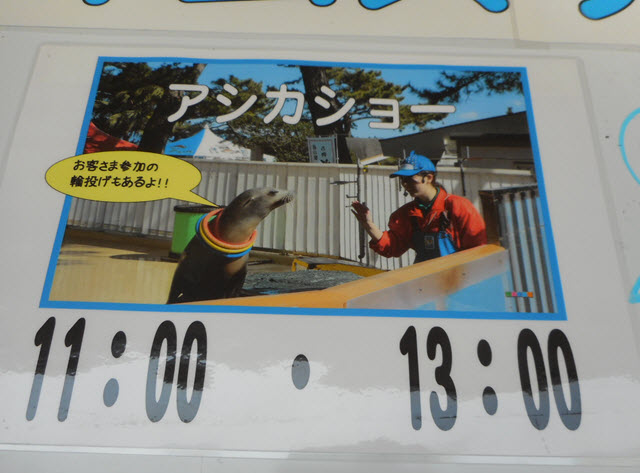 アシカショー
お客さま参加の
輪投げもあるよ!!
11:00 · 13:00